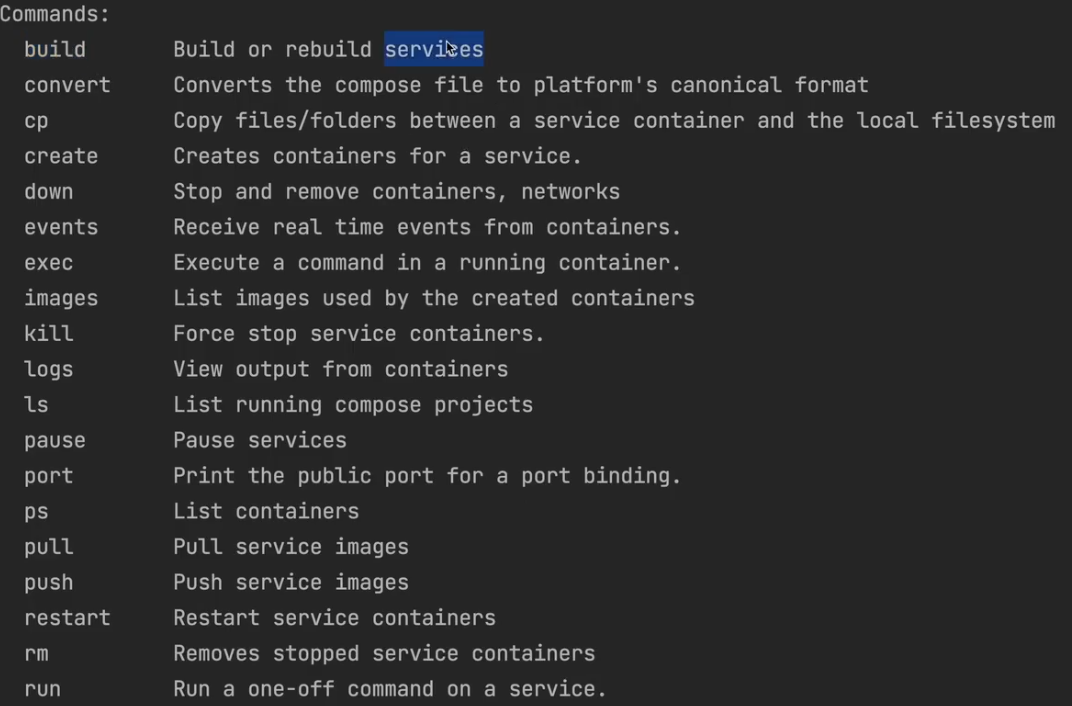 Commands:
build Build or rebuild services
convert Converts the compose file to platform's canonical format
cp Copy files/folders between a service container and the local filesystem
create Creates containers for a service.
down Stop and remove containers, networks
events Receive real time events from containers.
exec Execute a command in a running container.
images List images used by the created containers
kill Force stop service containers.
logs View output from containers
ls List running compose projects
pause Pause services
port Print the public port for a port binding.
ps List containers
pull Pull service images
push Push service images
restart Restart service containers
rm Removes stopped service containers
run Run a one-off command on a service.